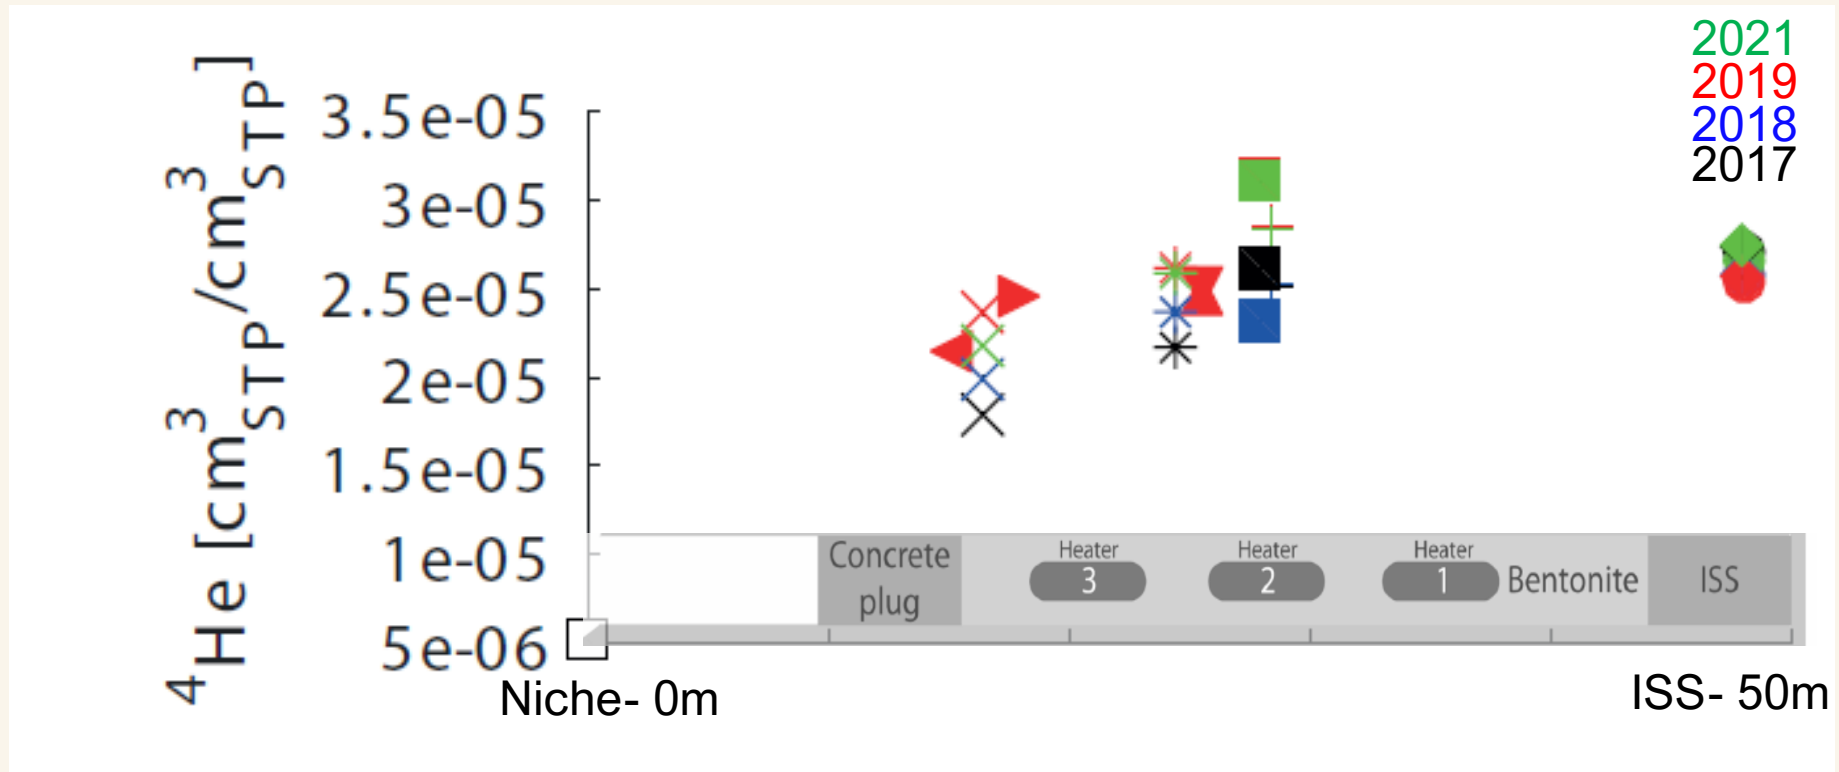 2021
2019
2018
2017
4He [cm3STP/cm3STP]
3.5e-05
3e-05
2.5e-05
2e-05
1.5e-05
1e-05
5e-06
Concrete
plug
Heater
3
Heater
2
Heater
1
Bentonite
ISS
Niche- 0m
ISS- 50m